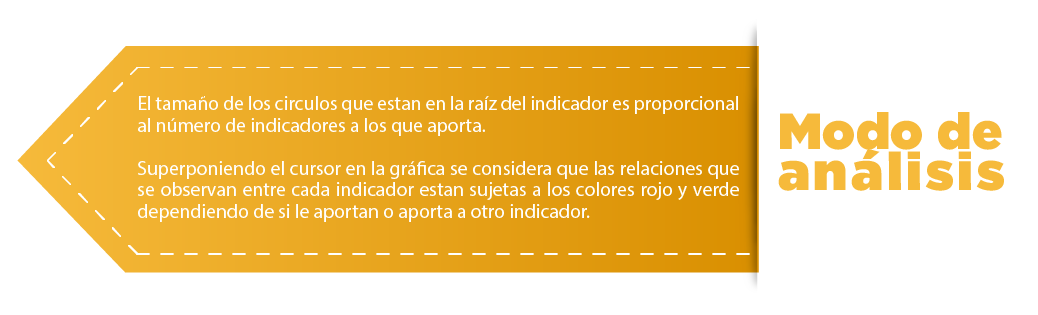 El tamaño de los circulos que estan en la raíz del indicador es proporcional
al número de indicadores a los que aporta.
Superponiendo el cursor en la gráfica se considera que las relaciones que
se observan entre cada indicador estan sujetas a los colores rojo y verde
dependiendo de si le aportan o aporta a otro indicador.
Modo de
análisis